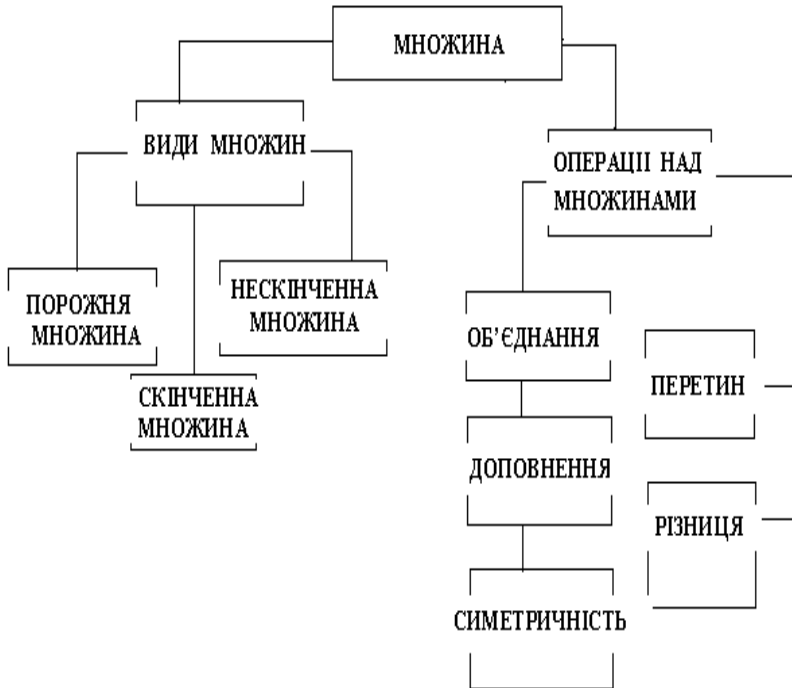 МНОЖИНА
ВИДИ МНОЖИН
ОПЕРАЦІЇ НАД
МНОЖИНАМИ
ПОРОЖНЯ
МНОЖИНА
НЕСКІНЧЕННА
МНОЖИНА
СКІНЧЕННА
МНОЖИНА
ОБ’ЄДНАННЯ
ПЕРЕТИН
ДОПОВНЕННЯ
РІЗНИЦЯ
СИМЕТРИЧНІСТЬ